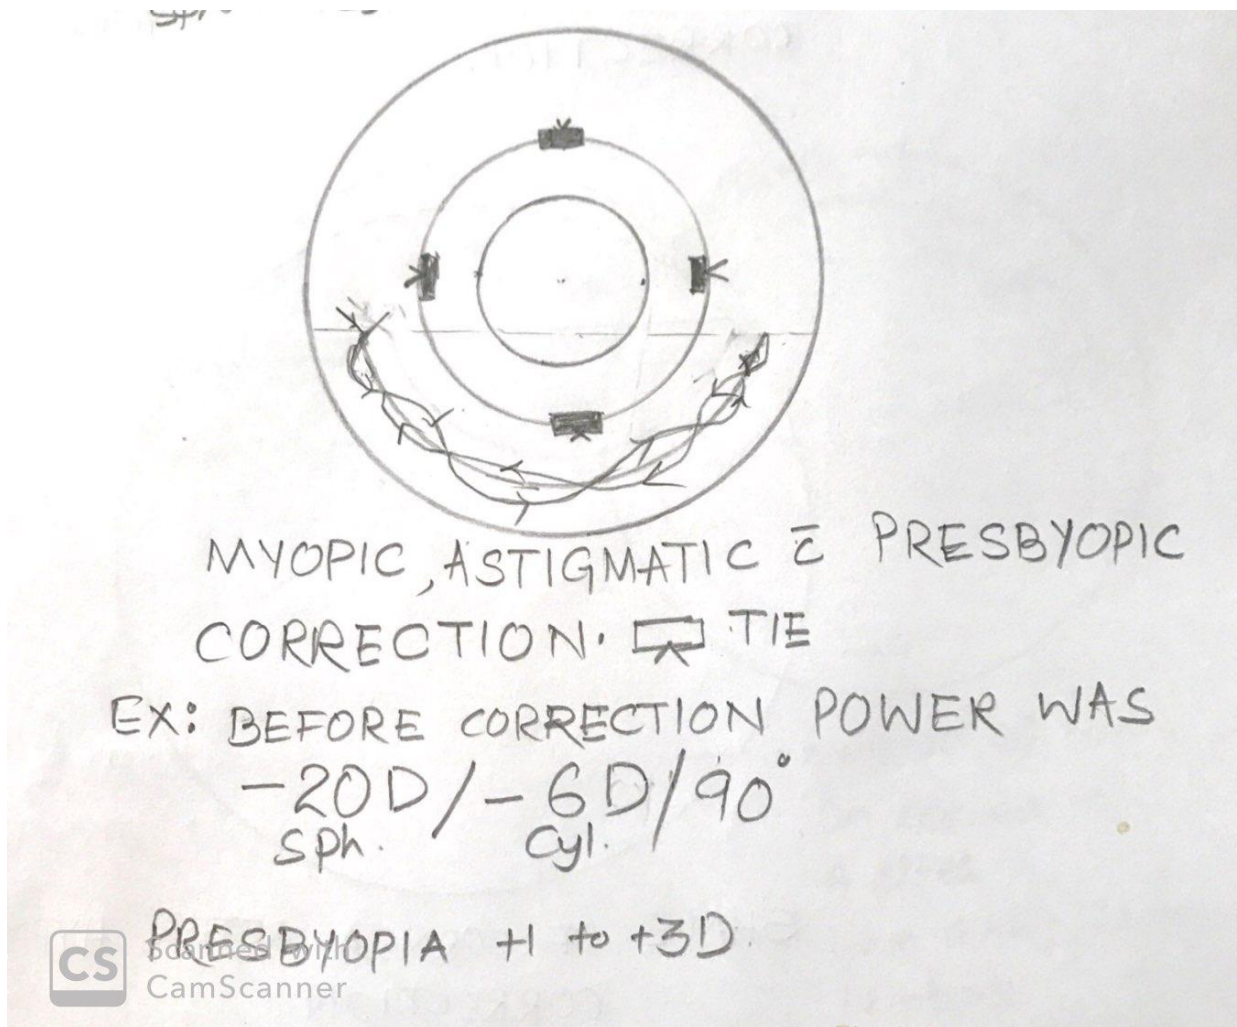 MYOPIC, ASTIGMATIC c̄ PRESBYOPIC
CORRECTION. TIE
EX: BEFORE CORRECTION POWER WAS
-20D/-6D/90°
Sph. Cyl.
PRESBYOPIA +1 to +3D.
CS Scanned with
CamScanner